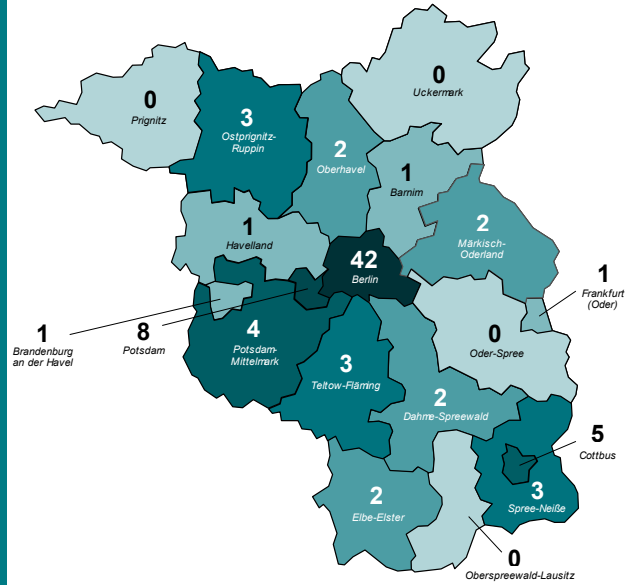 0
Prignitz
3
Ostprignitz-
Ruppin
2
Oberhavel
0
Uckermark
1
Barnim
2
Märkisch-
Oderland
1
Havelland
42
Berlin
1
Frankfurt
(Oder)
1
Brandenburg
an der Havel
8
Potsdam
4
Potsdam-
Mittelmark
3
Teltow-Fläming
0
Oder-Spree
2
Dahme-Spreewald
5
Cottbus
2
Elbe-Elster
3
Spree-Neiße
0
Oberspreewald-Lausitz